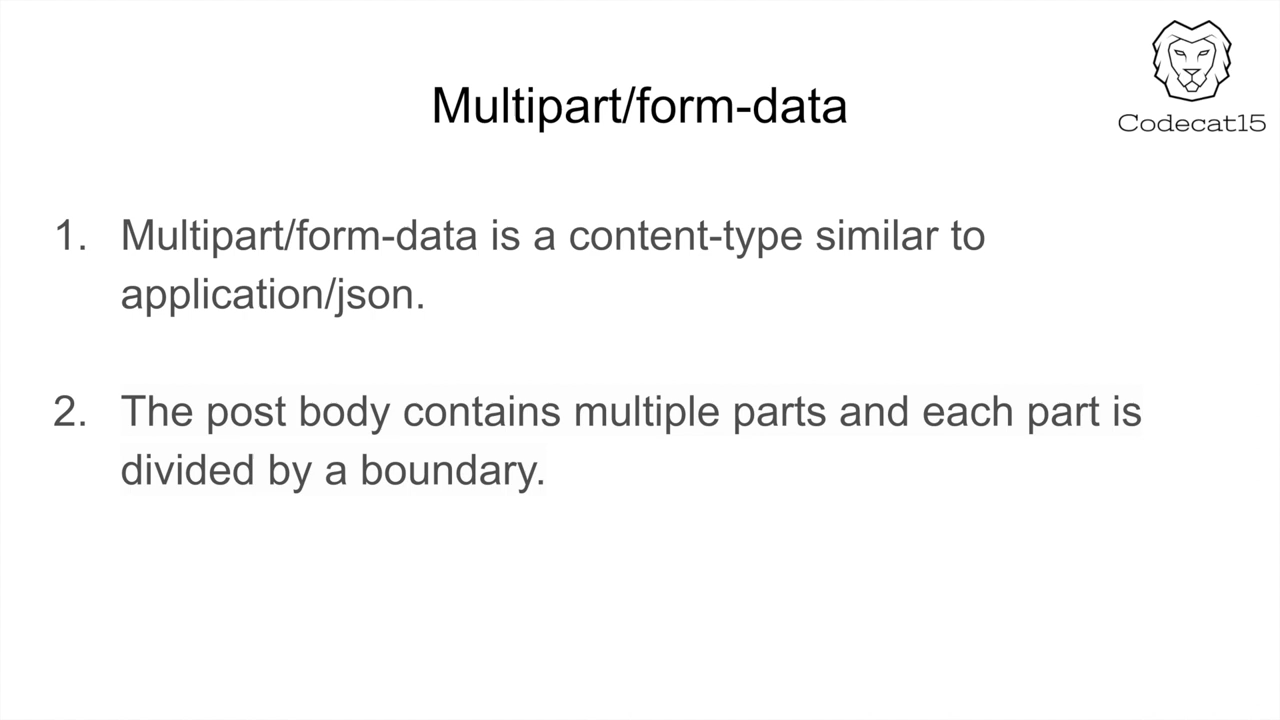 Codecat15
Multipart/form-data
1. Multipart/form-data is a content-type similar to
application/json.
2. The post body contains multiple parts and each part is
divided by a boundary.